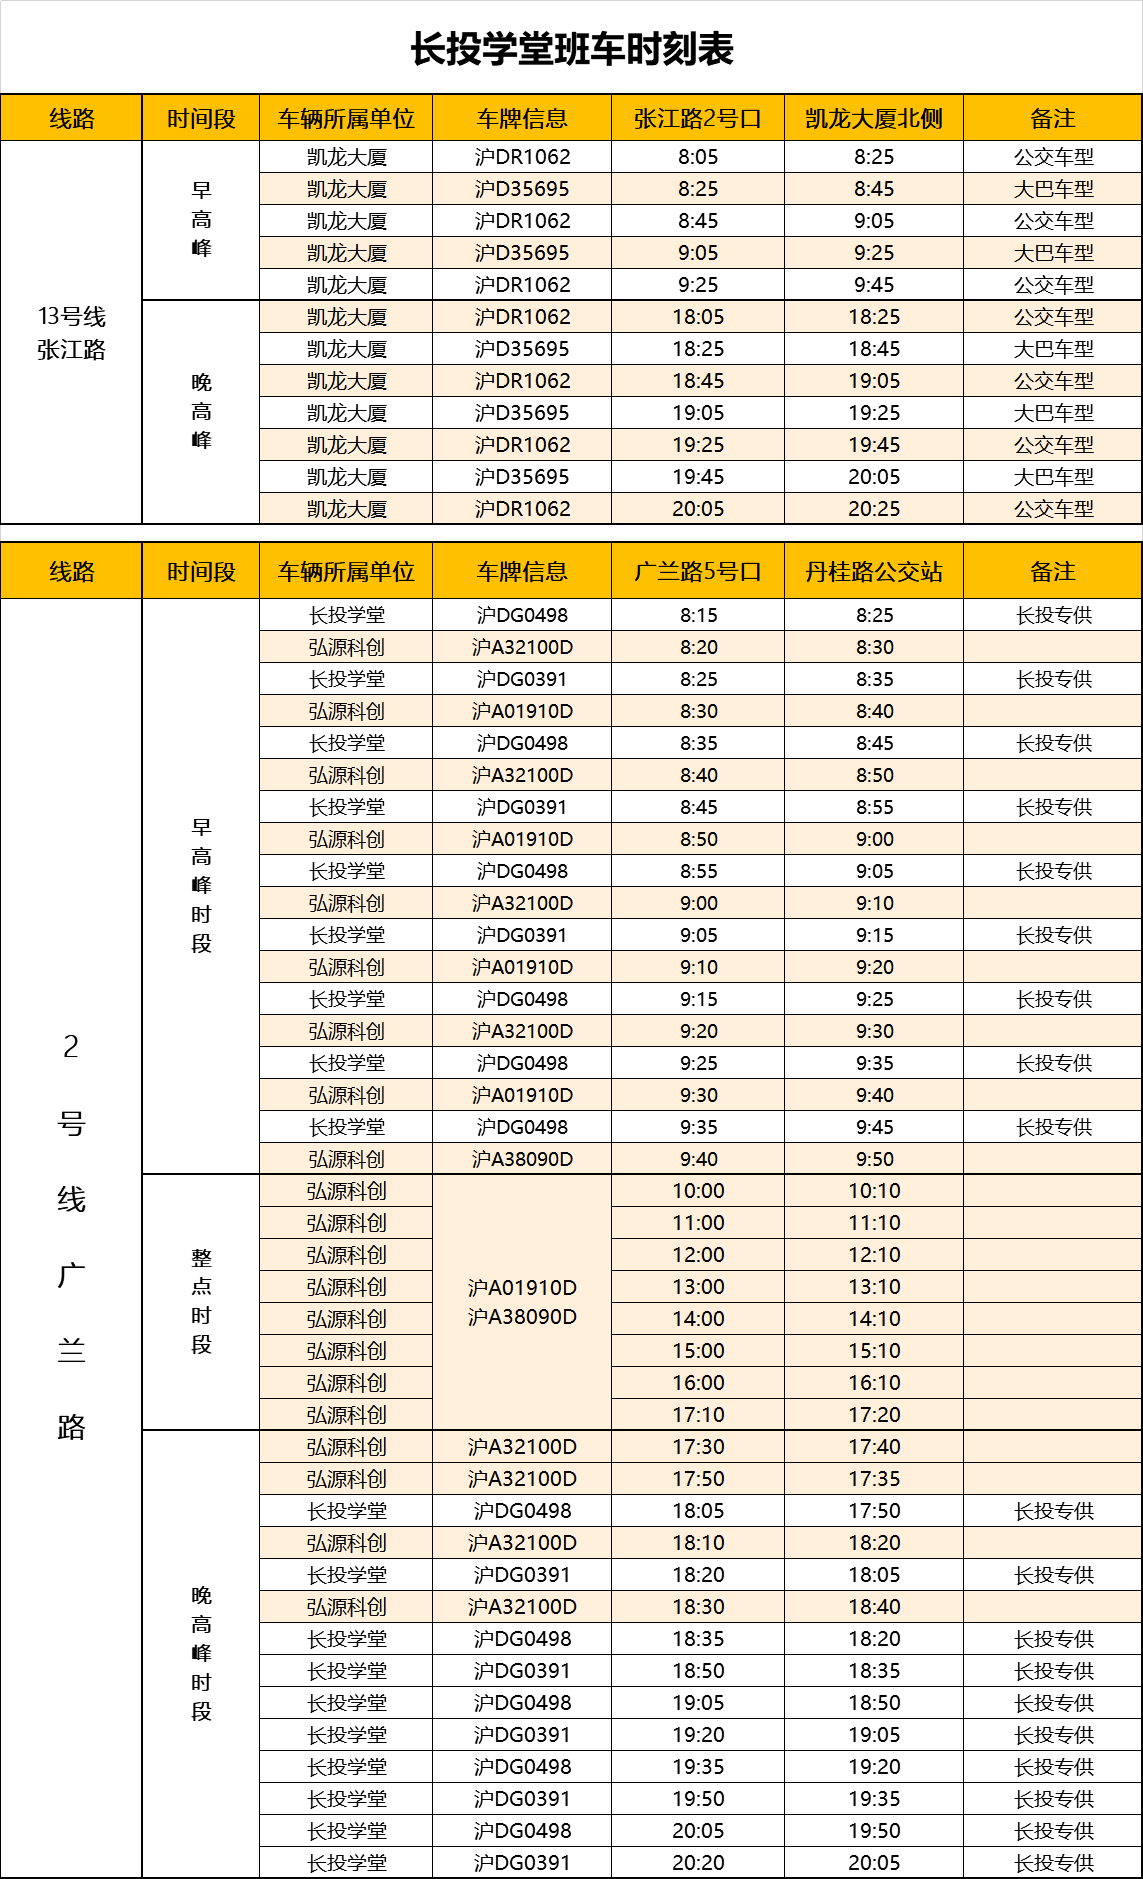 长投学堂班车时刻表
线路 时间段 车辆所属单位 车牌信息 张江路2号口 凯龙大厦北侧 备注
13号线
张江路
早
高
峰
凯龙大厦 沪DR1062 8:05 8:25 公交车型
凯龙大厦 沪D35695 8:25 8:45 大巴车型
凯龙大厦 沪DR1062 8:45 9:05 公交车型
凯龙大厦 沪D35695 9:05 9:25 大巴车型
凯龙大厦 沪DR1062 9:25 9:45 公交车型
晚
高
峰
凯龙大厦 沪DR1062 18:05 18:25 公交车型
凯龙大厦 沪D35695 18:25 18:45 大巴车型
凯龙大厦 沪DR1062 18:45 19:05 公交车型
凯龙大厦 沪D35695 19:05 19:25 大巴车型
凯龙大厦 沪DR1062 19:25 19:45 公交车型
凯龙大厦 沪D35695 19:45 20:05 大巴车型
凯龙大厦 沪DR1062 20:05 20:25 公交车型
线路 时间段 车辆所属单位 车牌信息 广兰路5号口 丹桂路公交站 备注
2
号
线
广
兰
路
早
高
峰
时
段
长投学堂 沪DG0498 8:15 8:25 长投专供
弘源科创 沪A32100D 8:20 8:30
长投学堂 沪DG0391 8:25 8:35 长投专供
弘源科创 沪A01910D 8:30 8:40
长投学堂 沪DG0498 8:35 8:45 长投专供
弘源科创 沪A32100D 8:40 8:50
长投学堂 沪DG0391 8:45 8:55 长投专供
弘源科创 沪A01910D 8:50 9:00
长投学堂 沪DG0498 8:55 9:05 长投专供
弘源科创 沪A32100D 9:00 9:10
长投学堂 沪DG0391 9:05 9:15 长投专供
弘源科创 沪A01910D 9:10 9:20
长投学堂 沪DG0498 9:15 9:25 长投专供
弘源科创 沪A32100D 9:20 9:30
长投学堂 沪DG0498 9:25 9:35 长投专供
弘源科创 沪A01910D 9:30 9:40
长投学堂 沪DG0498 9:35 9:45 长投专供
弘源科创 沪A38090D 9:40 9:50
整
点
时
段
沪A01910D
沪A38090D
弘源科创 10:00 10:10
弘源科创 11:00 11:10
弘源科创 12:00 12:10
弘源科创 13:00 13:10
弘源科创 14:00 14:10
弘源科创 15:00 15:10
弘源科创 16:00 16:10
弘源科创 17:10 17:20
晚
高
峰
时
段
弘源科创 沪A32100D 17:30 17:40
弘源科创 沪A32100D 17:50 17:35
长投学堂 沪DG0498 18:05 17:50 长投专供
弘源科创 沪A32100D 18:10 18:20
长投学堂 沪DG0391 18:20 18:05 长投专供
弘源科创 沪A32100D 18:30 18:40
长投学堂 沪DG0498 18:35 18:20 长投专供
长投学堂 沪DG0391 18:50 18:35 长投专供
长投学堂 沪DG0498 19:05 18:50 长投专供
长投学堂 沪DG0391 19:20 19:05 长投专供
长投学堂 沪DG0498 19:35 19:20 长投专供
长投学堂 沪DG0391 19:50 19:35 长投专供
长投学堂 沪DG0498 20:05 19:50 长投专供
长投学堂 沪DG0391 20:20 20:05 长投专供